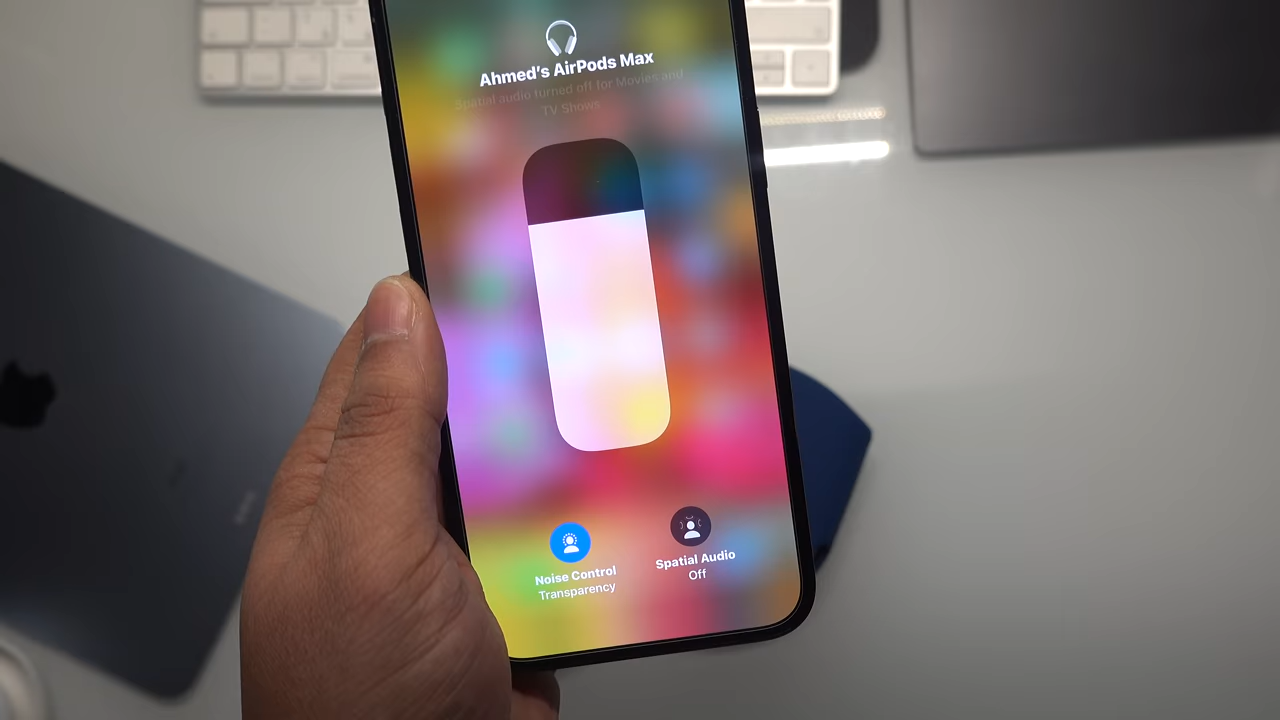 Ahmed's AirPods Max
Spatial audio turned off for Movies and
TV Shows
Noise Control
Transparency
Spatial Audio
Off